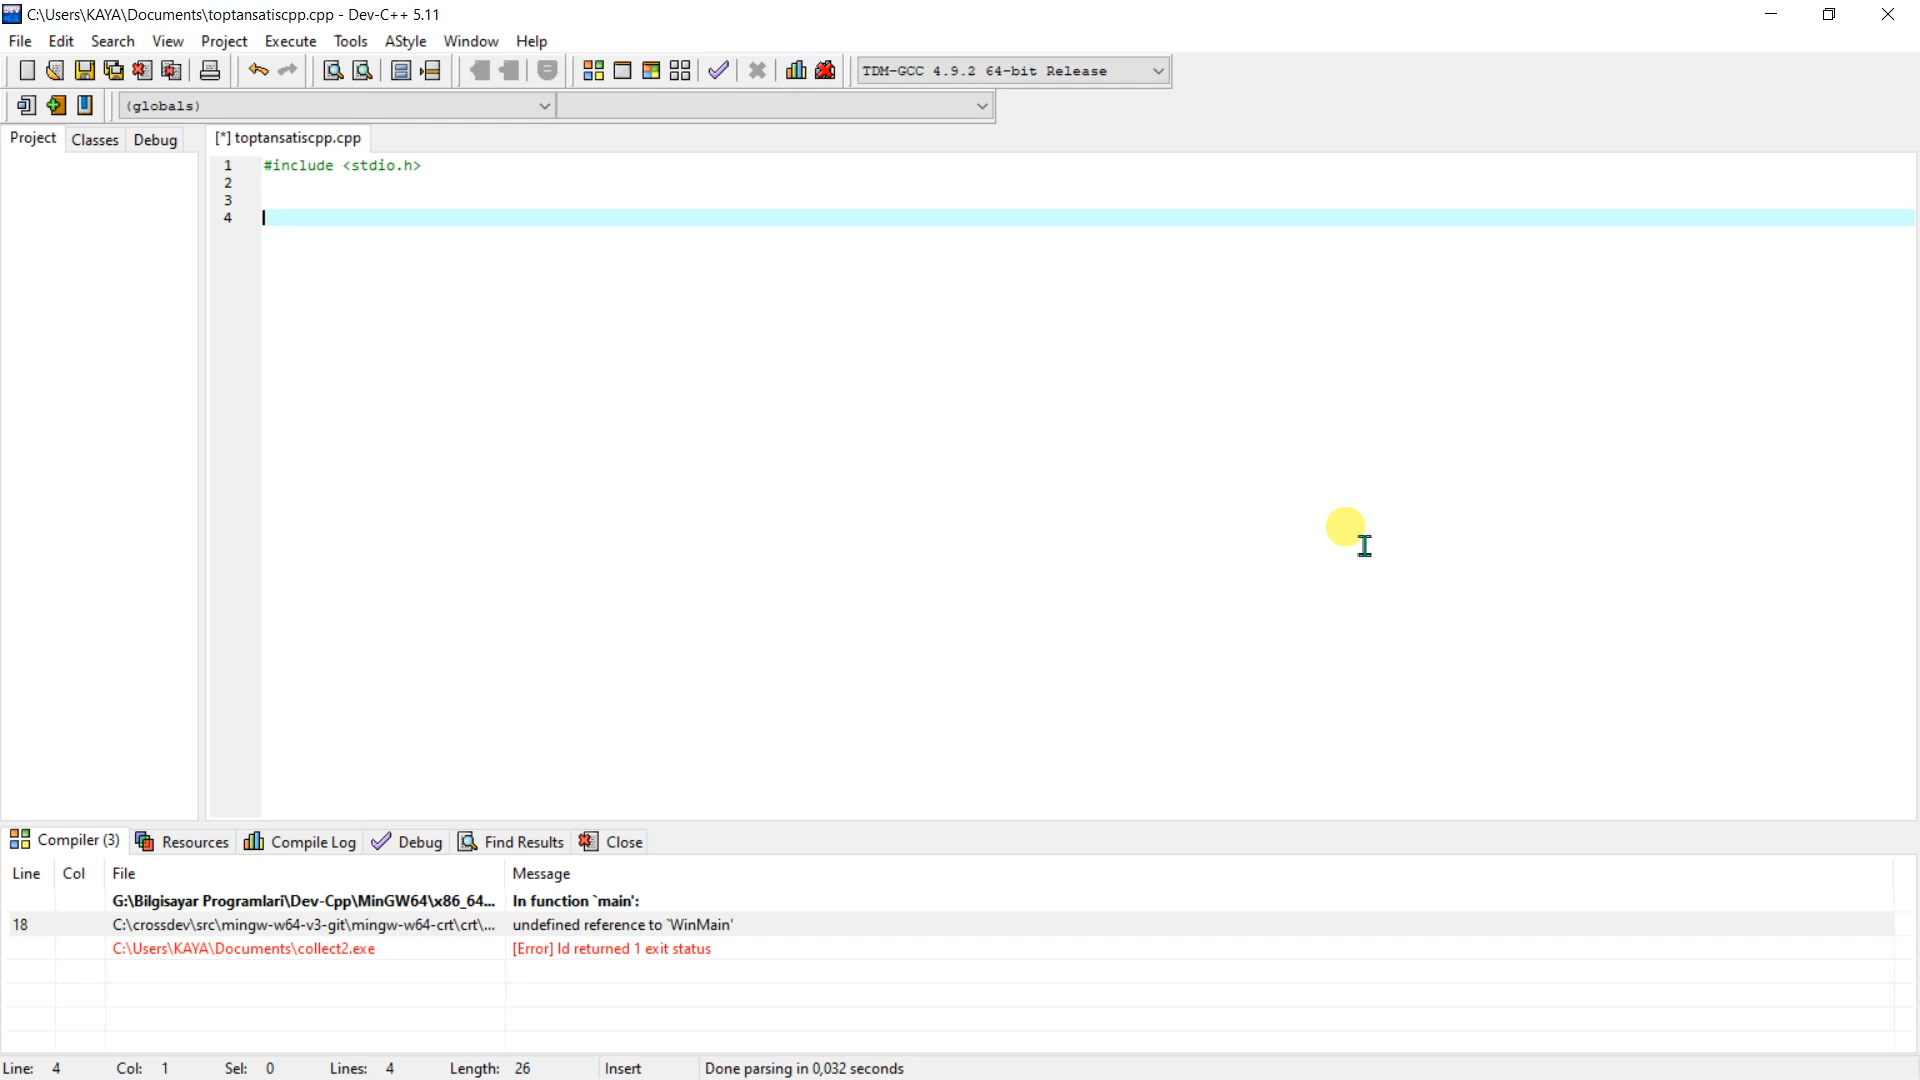 C:\Users\KAYA\Documents\toptansatiscpp.cpp - Dev-C++ 5.11
File Edit Search View Project Execute Tools AStyle Window Help
TDM-GCC 4.9.2 64-bit Release
(globals)
Project Classes Debug [*] toptansatiscpp.cpp
1 #include <stdio.h>
2
3
4
Compiler (3) Resources Compile Log Debug Find Results Close
Line Col File Message
G:\Bilgisayar Programlari\Dev-Cpp\MinGW64\x86_64... In function `main':
18 C:\crossdev\src\mingw-w64-v3-git\mingw-w64-crt\crt\... undefined reference to `WinMain'
C:\Users\KAYA\Documents\collect2.exe [Error] ld returned 1 exit status
Line: 4 Col: 1 Sel: 0 Lines: 4 Length: 26 Insert Done parsing in 0,032 seconds